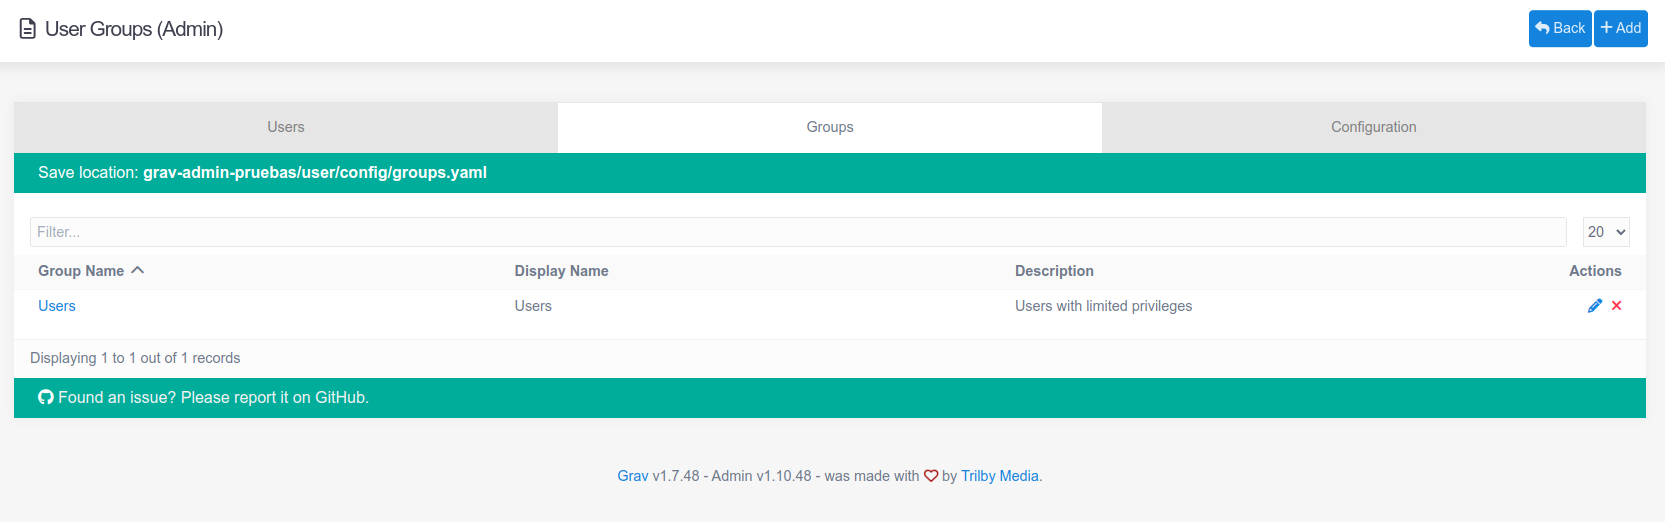 User Groups (Admin)
Back
Add
Users
Groups
Configuration
Save location: grav-admin-pruebas/user/config/groups.yaml
Filter...
20
Group Name
Display Name
Description
Actions
Users
Users
Users with limited privileges
Displaying 1 to 1 out of 1 records
Found an issue? Please report it on GitHub.
Grav v1.7.48 - Admin v1.10.48 - was made with by Trilby Media.